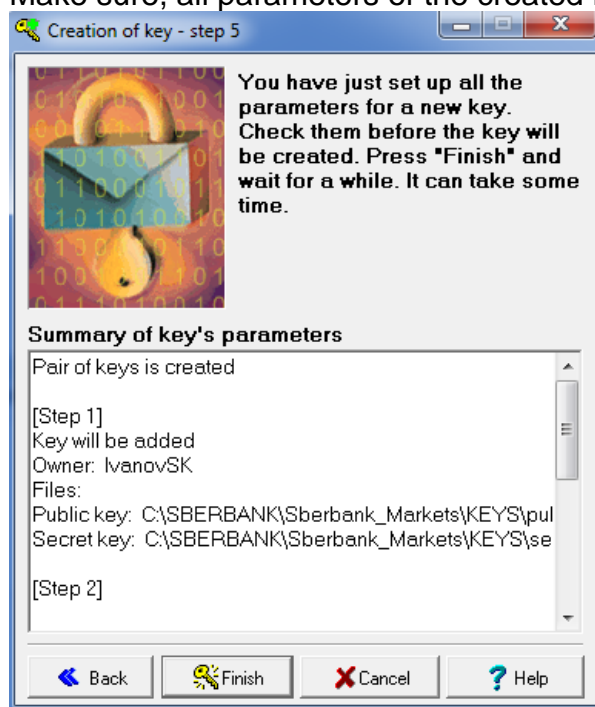 Make sure, all parameters of the created
Creation of key - step 5
You have just set up all the
parameters for a new key.
Check them before the key will
be created. Press "Finish" and
wait for a while. It can take some
time.
Summary of key's parameters
Pair of keys is created
[Step 1]
Key will be added
Owner: IvanovSK
Files:
Public key: C:\SBERBANK\Sberbank_Markets\KEYS\pul
Secret key: C:\SBERBANK\Sberbank_Markets\KEYS\se
[Step 2]
Back
Finish
Cancel
Help